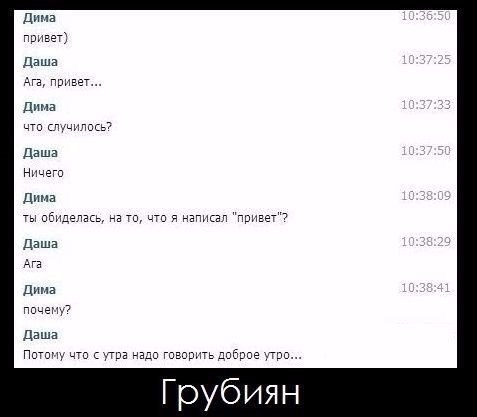 Дима 10:36:50
привет)
Даша 10:37:25
Ага, привет...
Дима 10:37:33
что случилось?
Даша 10:37:50
Ничего
Дима 10:38:09
ты обиделась, на то, что я написал "привет"?
Даша 10:38:29
Ага
Дима 10:38:41
почему?
Даша
Потому что с утра надо говорить доброе утро...
Грубиян